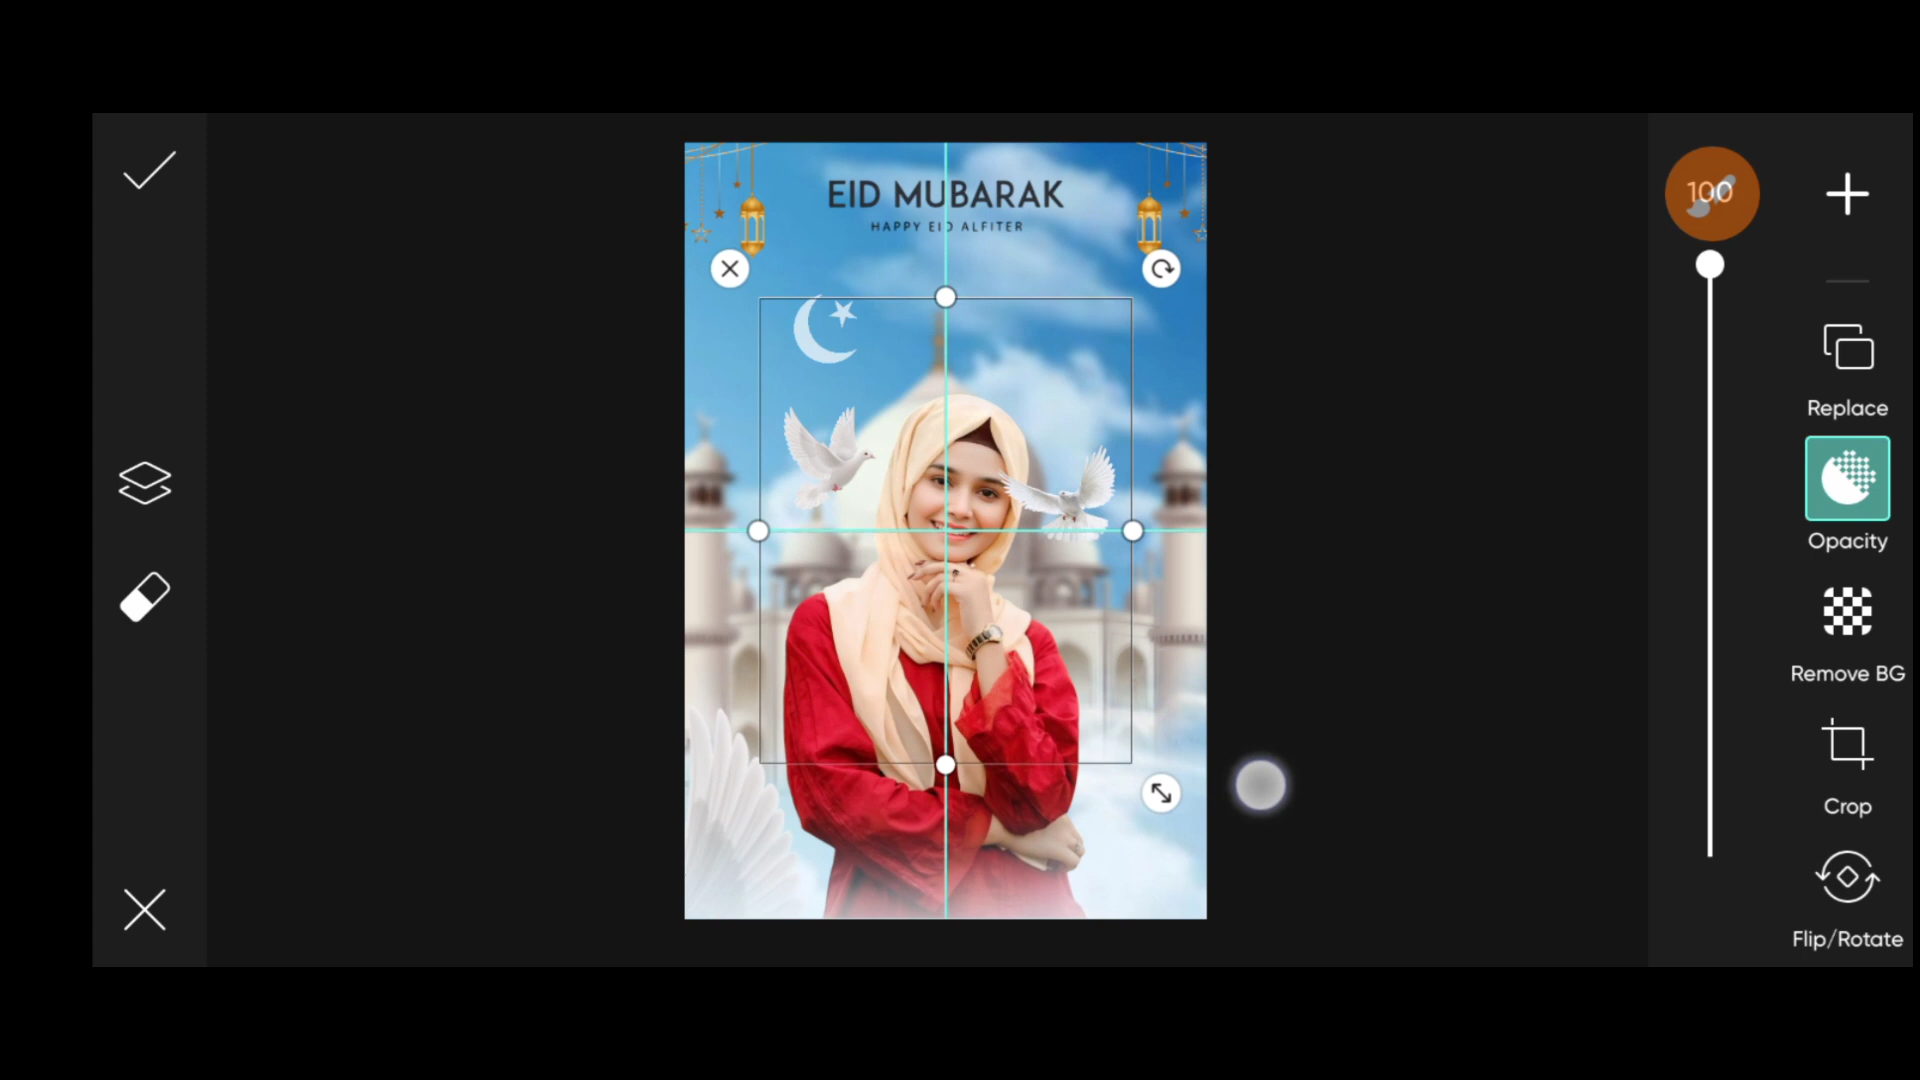 EID MUBARAK
HAPPY EID ALFITER
100
Replace
Opacity
Remove BG
Crop
Flip/Rotate